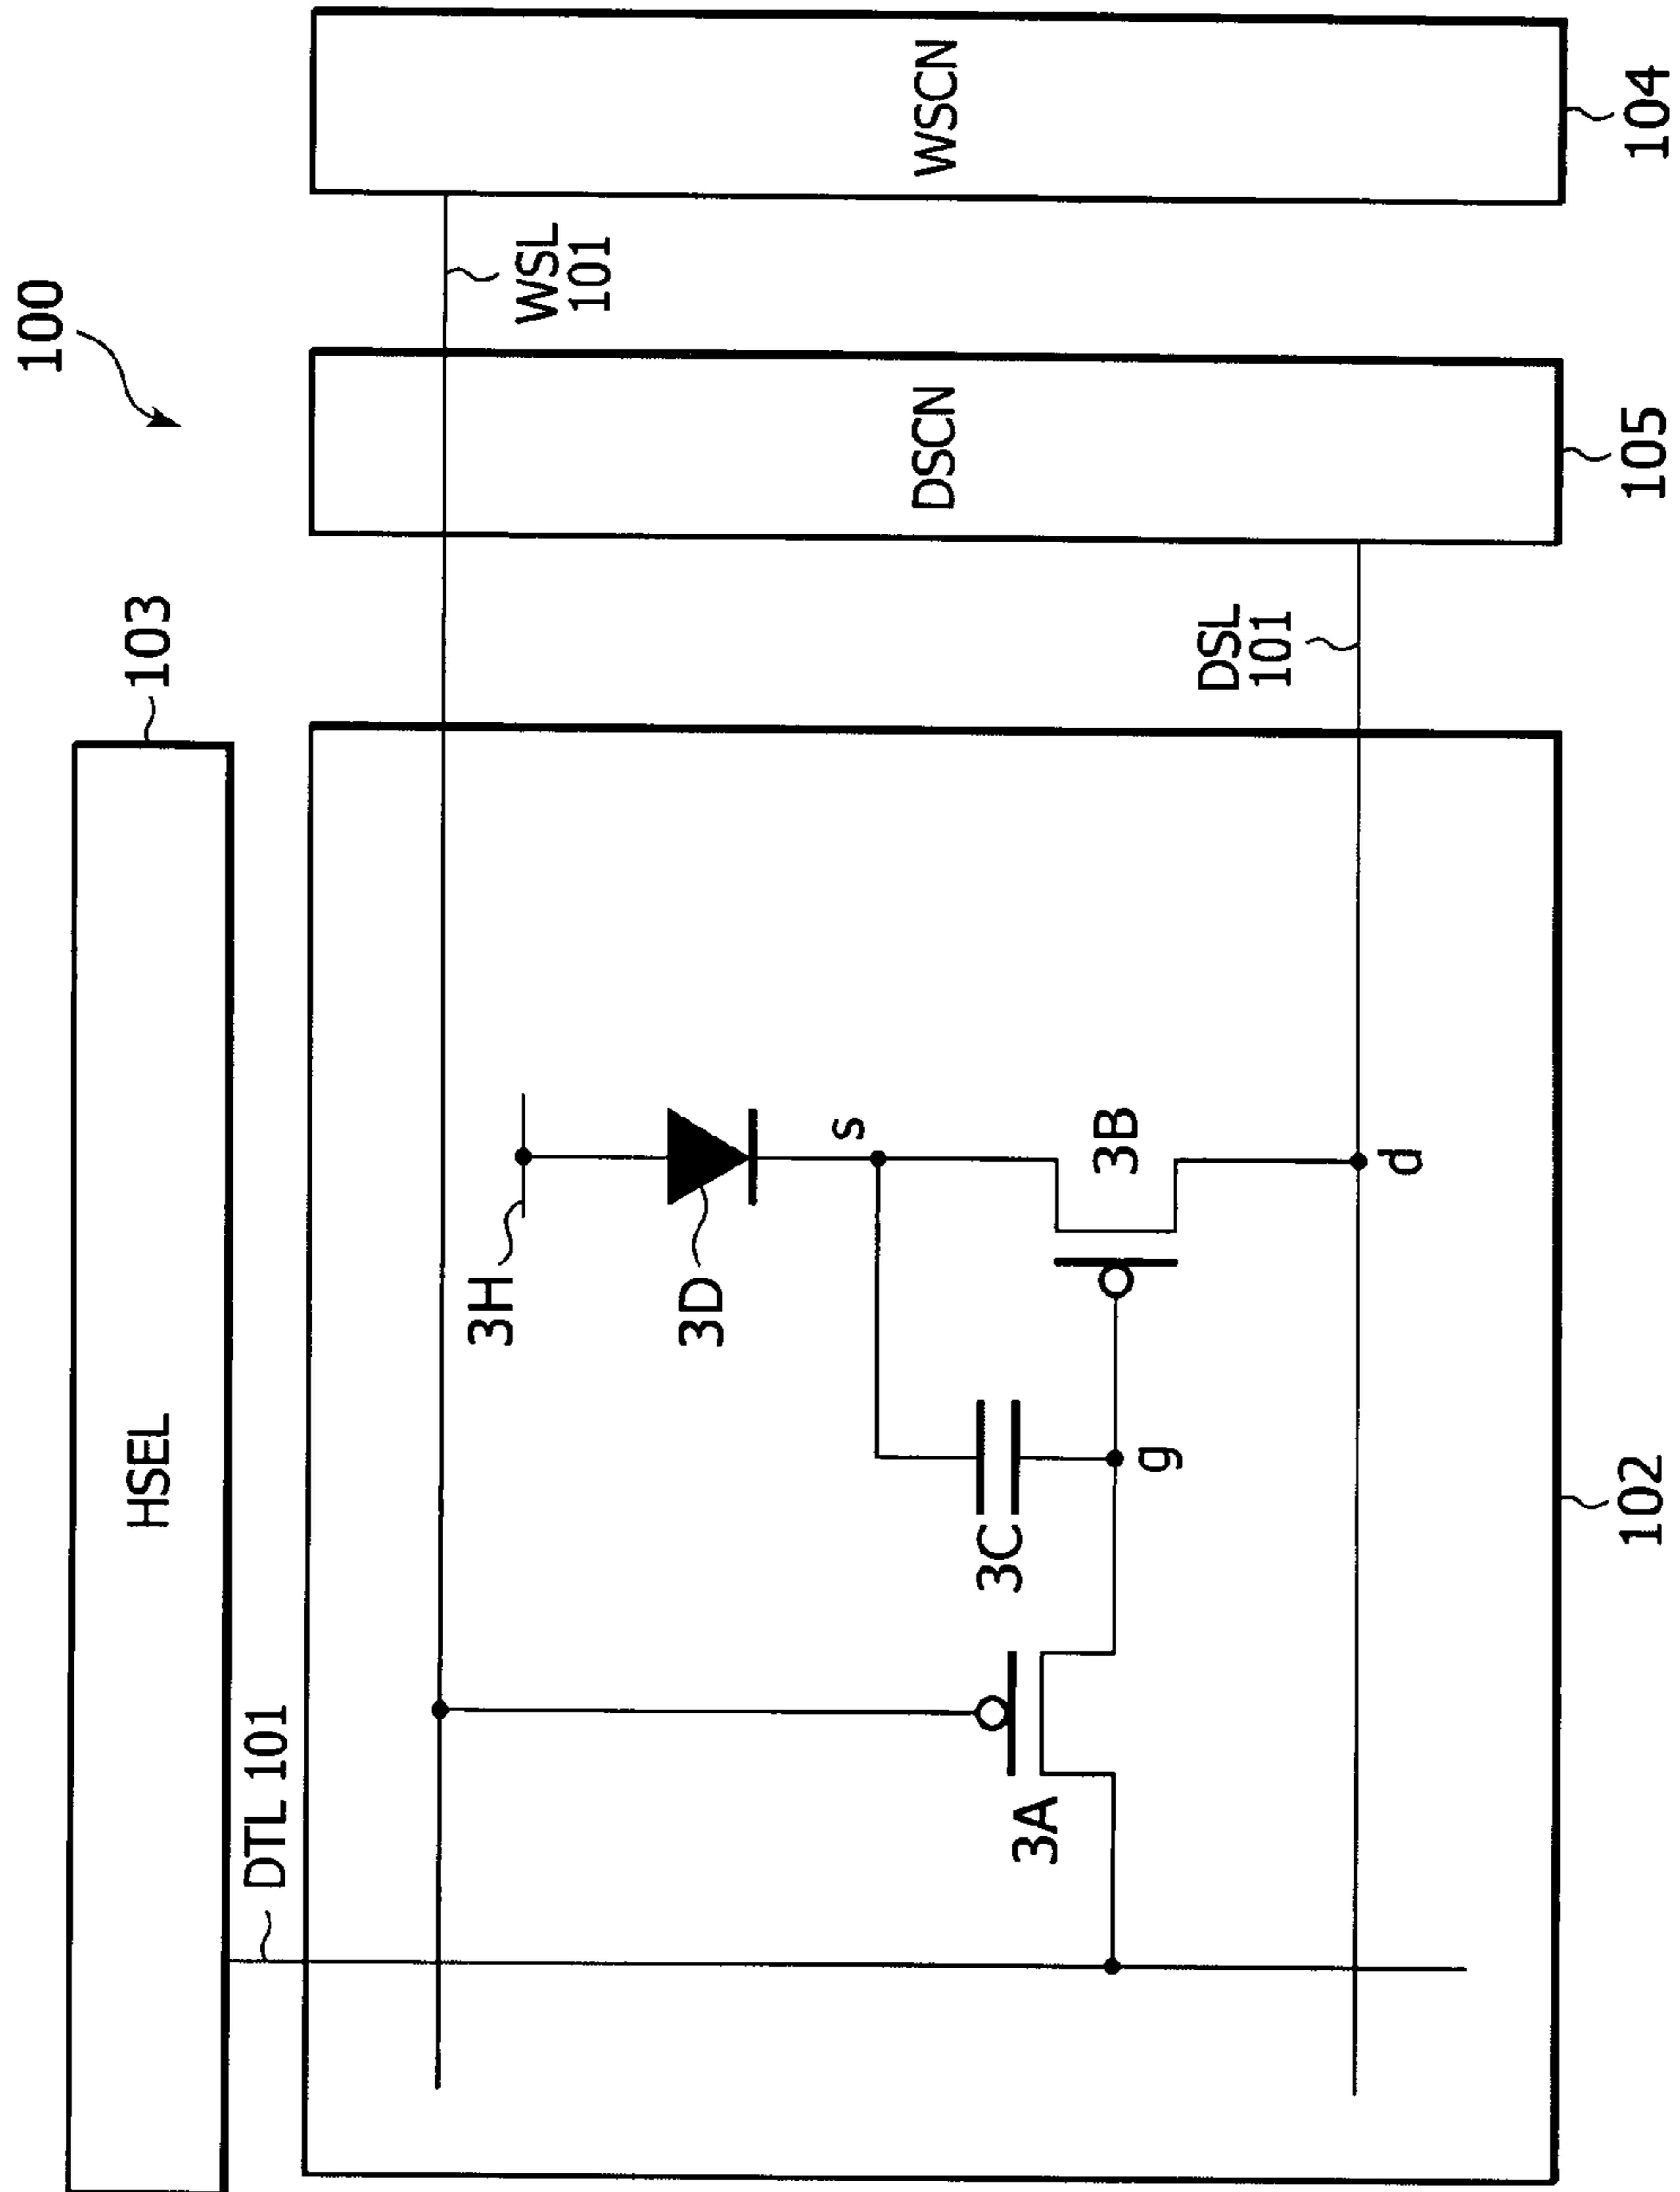 100
HSEL
103
DTL 101
3H
WSL
101
3D
s
DSCN
WSCN
3C
3A
3B
g
DSL
101
d
102
105
104